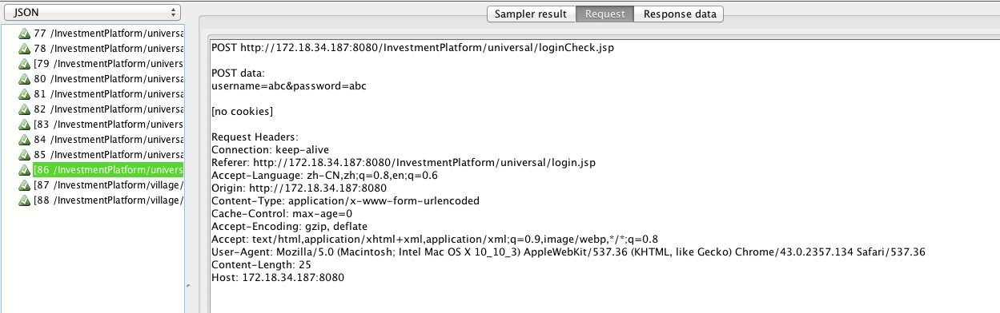 JSON
Sampler result Request Response data
77 /InvestmentPlatform/universa
78 /InvestmentPlatform/universa
[79 /InvestmentPlatform/univers
80 /InvestmentPlatform/universa
81 /InvestmentPlatform/universa
82 /InvestmentPlatform/universa
[83 /InvestmentPlatform/univers
84 /InvestmentPlatform/universa
85 /InvestmentPlatform/universa
[86 /InvestmentPlatform/univers
[87 /InvestmentPlatform/village/
[88 /InvestmentPlatform/village/
POST http://172.18.34.187:8080/InvestmentPlatform/universal/loginCheck.jsp
POST data:
username=abc&password=abc
[no cookies]
Request Headers:
Connection: keep-alive
Referer: http://172.18.34.187:8080/InvestmentPlatform/universal/login.jsp
Accept-Language: zh-CN,zh;q=0.8,en;q=0.6
Origin: http://172.18.34.187:8080
Content-Type: application/x-www-form-urlencoded
Cache-Control: max-age=0
Accept-Encoding: gzip, deflate
Accept: text/html,application/xhtml+xml,application/xml;q=0.9,image/webp,*/*;q=0.8
User-Agent: Mozilla/5.0 (Macintosh; Intel Mac OS X 10_10_3) AppleWebKit/537.36 (KHTML, like Gecko) Chrome/43.0.2357.134 Safari/537.36
Content-Length: 25
Host: 172.18.34.187:8080